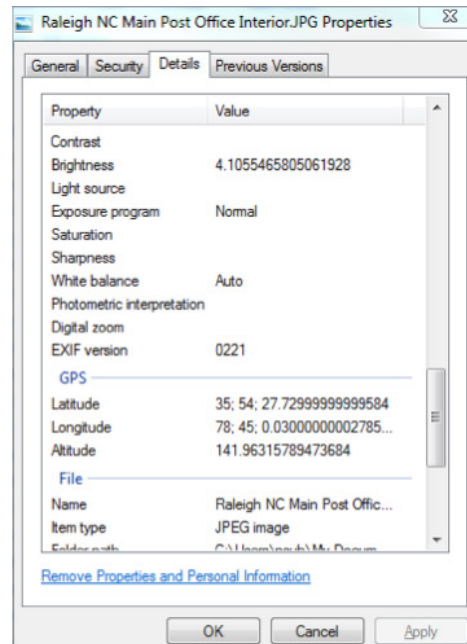 Raleigh NC Main Post Office Interior.JPG Properties
General Security Details Previous Versions
Property Value
Contrast
Brightness 4.1055465805061928
Light source
Exposure program Normal
Saturation
Sharpness
White balance Auto
Photometric interpretation
Digital zoom
EXIF version 0221
GPS
Latitude 35; 54; 27.72999999999584
Longitude 78; 45; 0.03000000002785...
Altitude 141.96315789473684
File
Name Raleigh NC Main Post Offic...
Item type JPEG image
Remove Properties and Personal Information
OK Cancel Apply